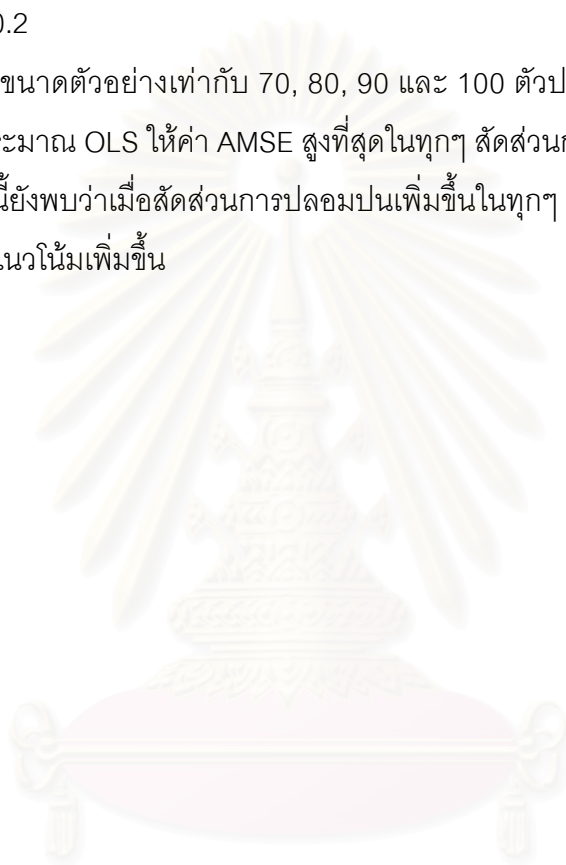 0.2
ขนาดตัวอย่างเท่ากับ 70, 80, 90 และ 100 ตัวป
ะมาณ OLS ให้ค่า AMSE สูงที่สุดในทุกๆ สัดส่วนก
นี้ยังพบว่าเมื่อสัดส่วนการปลอมปนเพิ่มขึ้นในทุกๆ
แนวโน้มเพิ่มขึ้น